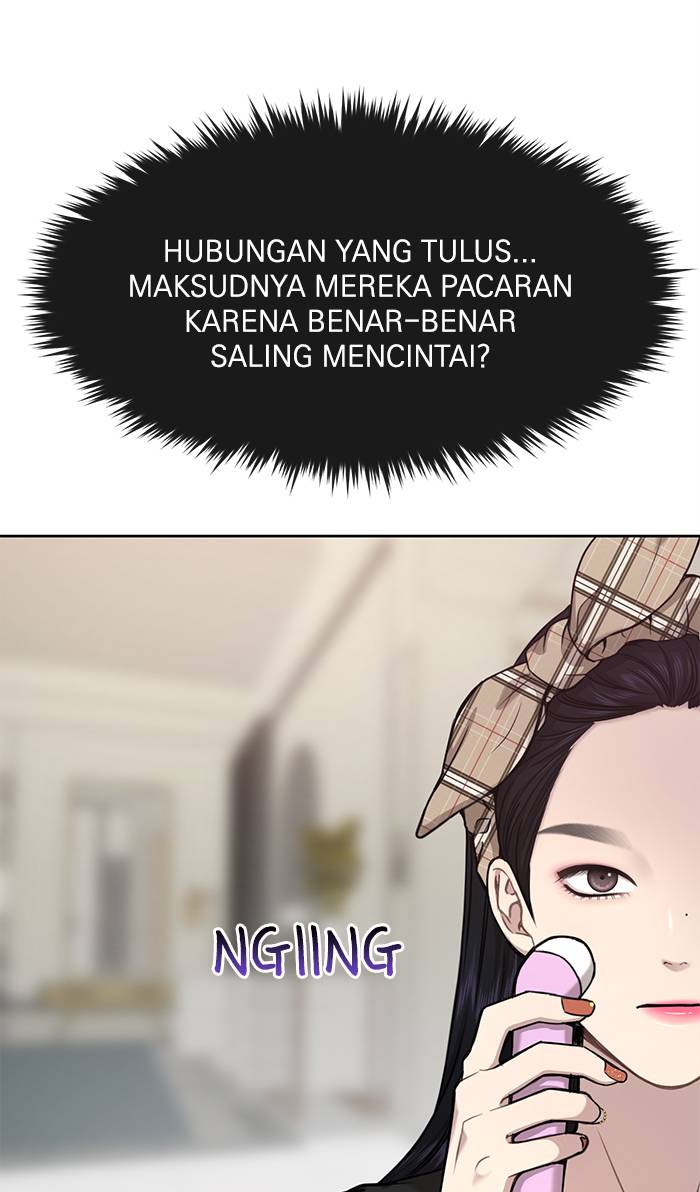 HUBUNGAN YANG TULUS...
MAKSUDNYA MEREKA PACARAN
KARENA BENAR-BENAR
SALING MENCINTAI?
NGIING